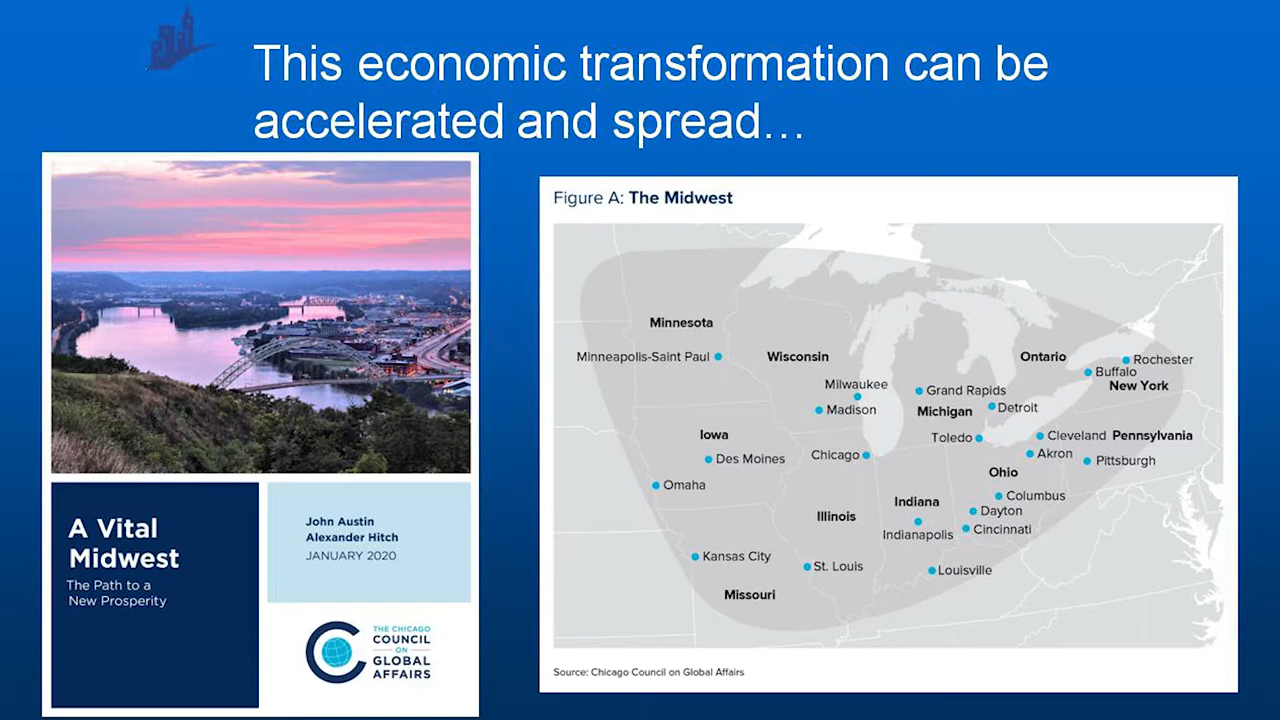 This economic transformation can be
accelerated and spread…
A Vital
Midwest
The Path to a
New Prosperity
John Austin
Alexander Hitch
JANUARY 2020
THE CHICAGO
COUNCIL
ON
GLOBAL
AFFAIRS
Figure A: The Midwest
Minnesota
Minneapolis-Saint Paul
Wisconsin
Ontario
Rochester
Buffalo
New York
Milwaukee
Madison
Grand Rapids
Michigan
Detroit
Iowa
Toledo
Cleveland
Pennsylvania
Des Moines
Chicago
Akron
Pittsburgh
Ohio
Omaha
Columbus
Indiana
Dayton
Illinois
Indianapolis
Cincinnati
Kansas City
St. Louis
Louisville
Missouri
Source: Chicago Council on Global Affairs